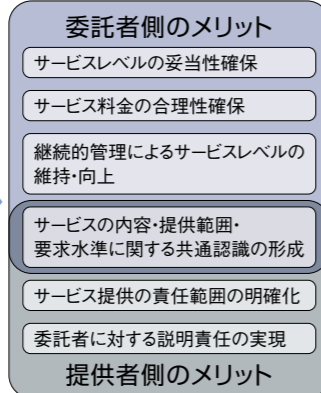 委託者側のメリット
サービスレベルの妥当性確保
サービス料金の合理性確保
継続的管理によるサービスレベルの
維持・向上
サービスの内容・提供範囲・
要求水準に関する共通認識の形成
サービス提供の責任範囲の明確化
委託者に対する説明責任の実現
提供者側のメリット